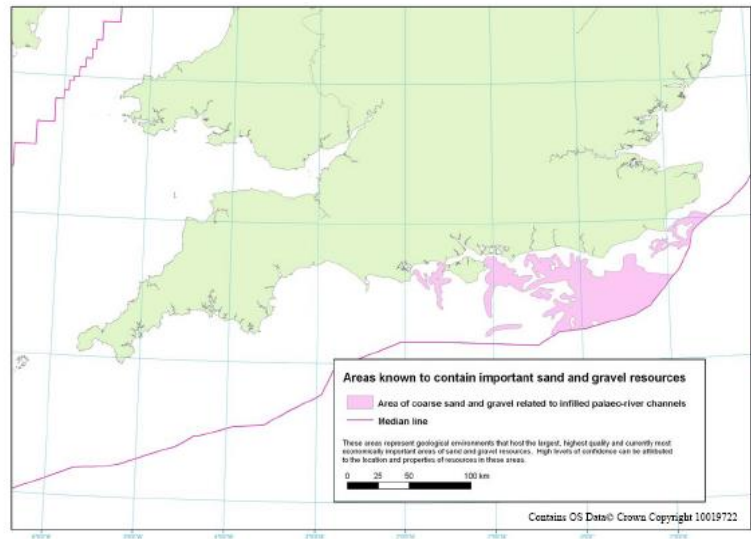 Areas known to contain important sand and gravel resources
Area of coarse sand and gravel related to infilled palaeo-river channels
Median line
These areas represent geological environments that host the largest, highest quality and currently most
economically important areas of sand and gravel resources. High levels of confidence can be attributed
to the location and properties of resources in these areas.
0 25 50 100 km
Contains OS Data© Crown Copyright 10019722